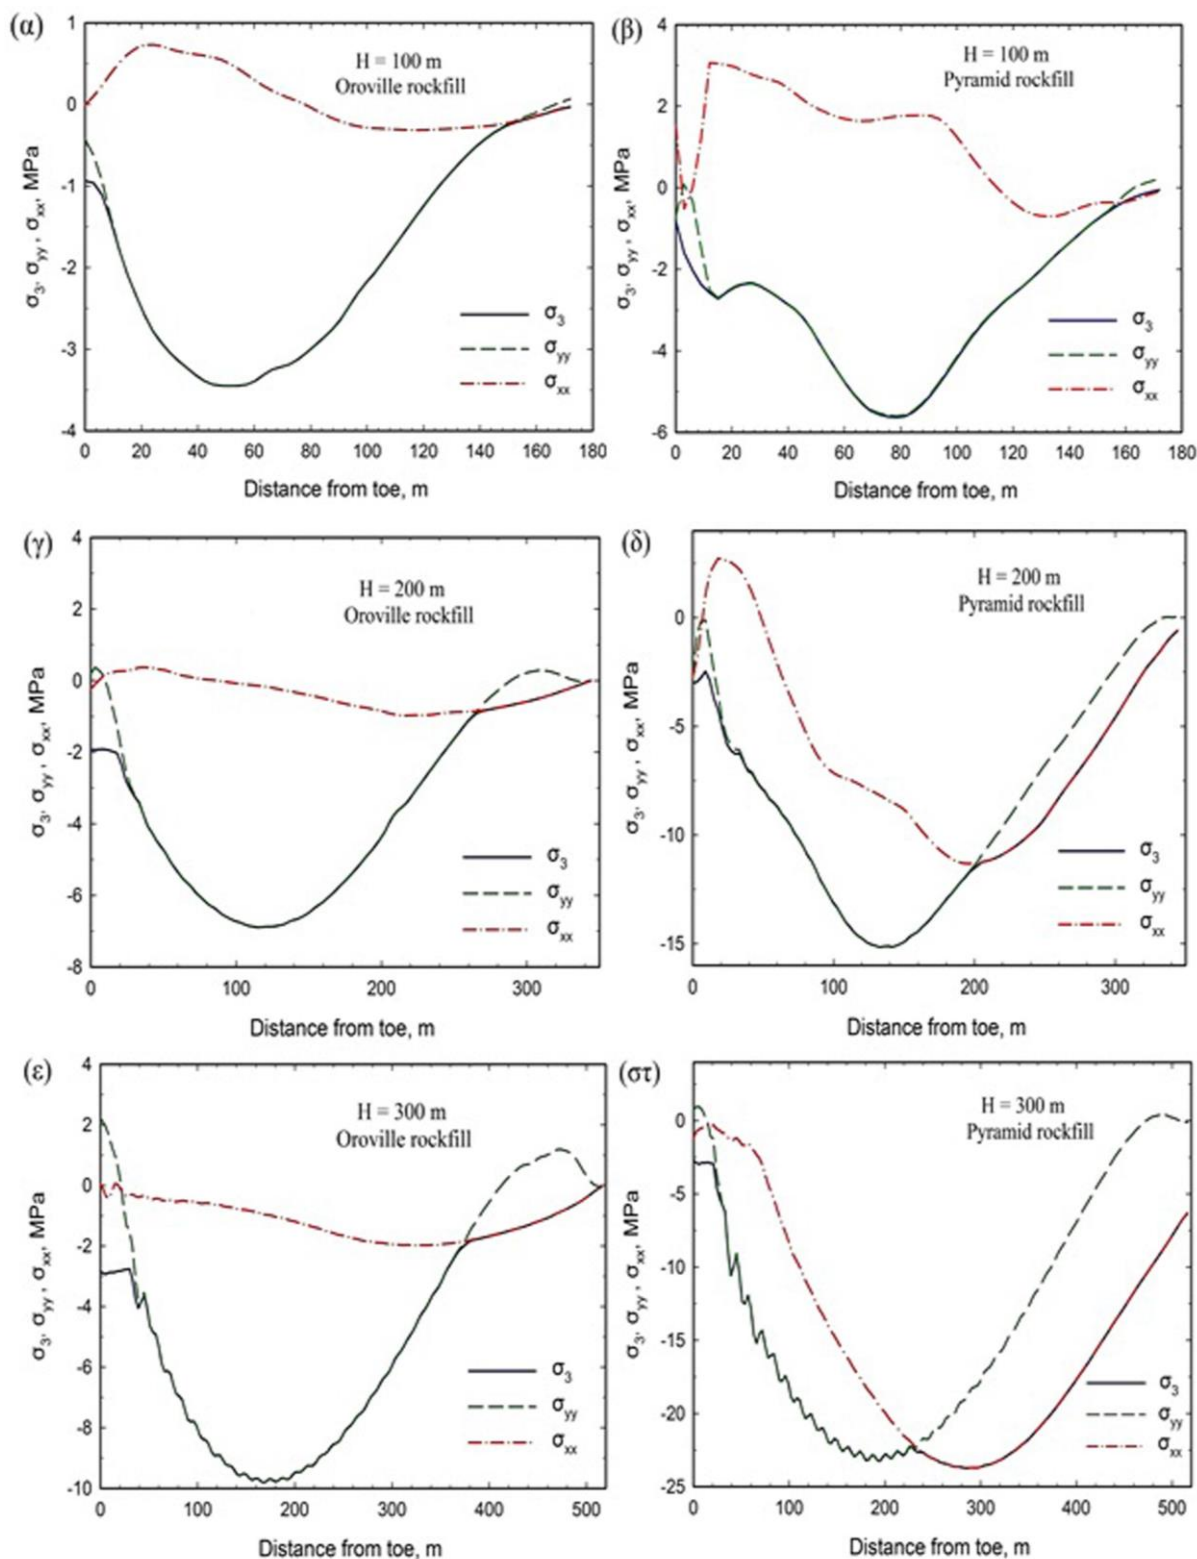 (α)
1
0
-1
-2
-3
-4
σ3, σyy , σxx, MPa
H = 100 m
Oroville rockfill
σ3
σyy
σxx
0 20 40 60 80 100 120 140 160 180
Distance from toe, m
(β)
4
2
0
-2
-4
-6
σ3, σyy , σxx, MPa
H = 100 m
Pyramid rockfill
σ3
σyy
σxx
0 20 40 60 80 100 120 140 160 180
Distance from toe, m
(γ)
4
2
0
-2
-4
-6
-8
σ3, σyy , σxx, MPa
H = 200 m
Oroville rockfill
σ3
σyy
σxx
0 100 200 300
Distance from toe, m
(δ)
0
-5
-10
-15
σ3, σyy , σxx, MPa
H = 200 m
Pyramid rockfill
σ3
σyy
σxx
0 100 200 300
Distance from toe, m
(ε)
4
2
0
-2
-4
-6
-8
-10
σ3, σyy , σxx, MPa
H = 300 m
Oroville rockfill
σ3
σyy
σxx
0 100 200 300 400 500
Distance from toe, m
(στ)
0
-5
-10
-15
-20
-25
σ3, σyy , σxx, MPa
H = 300 m
Pyramid rockfill
σ3
σyy
σxx
0 100 200 300 400 500
Distance from toe, m